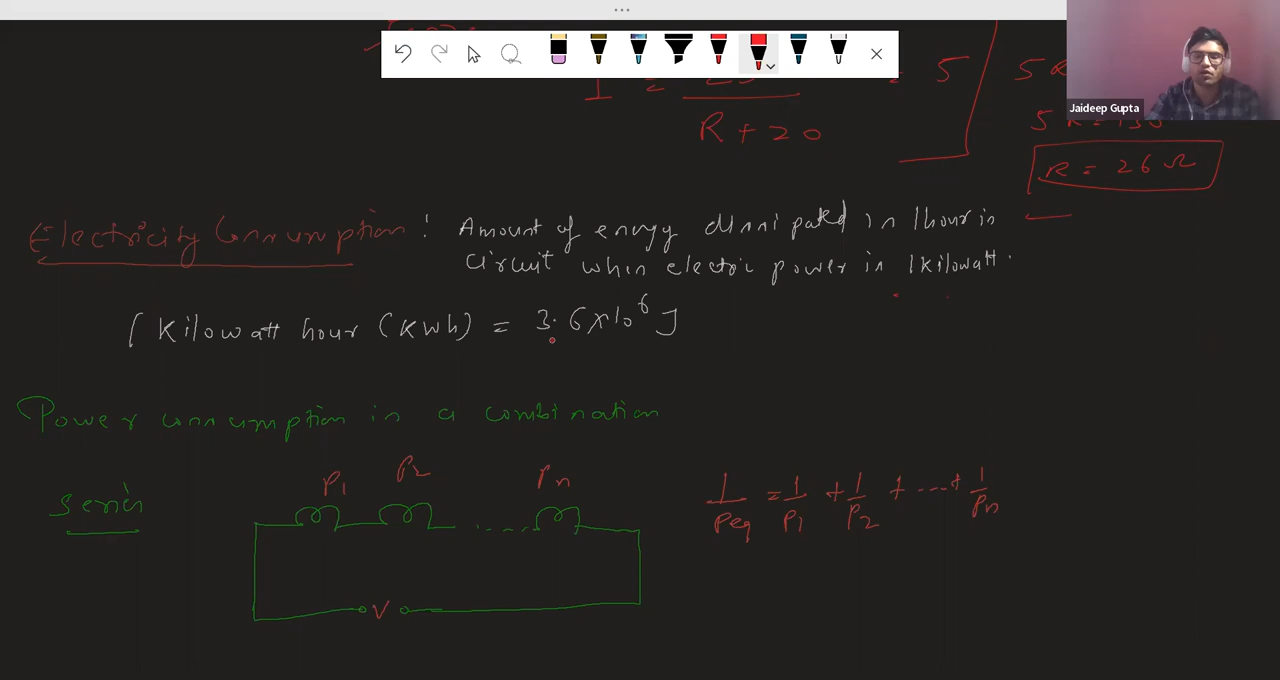 I = = 5
R + 20
Jaideep Gupta
R = 26 Ω
Electricity Consumption : Amount of energy dissipated in 1 hour in
circuit when electric power is 1 kilowatt.
1 Kilowatt hour (KWh) = 3.6 x 10^6 J
Power consumption in a combination
P1 P2 Pn
Series
1/Peq = 1/P1 + 1/P2 + ....+ 1/Pn
V